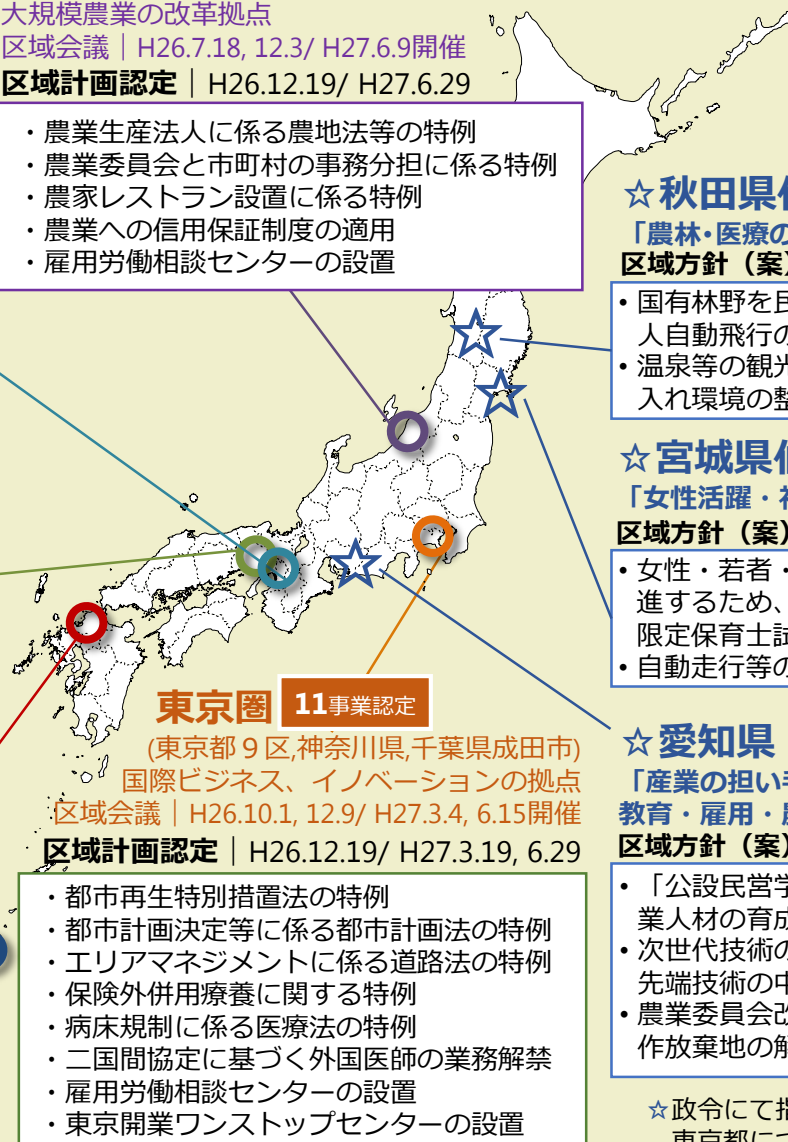 大規模農業の改革拠点
区域会議｜H26.7.18, 12.3/ H27.6.9開催
区域計画認定｜H26.12.19/ H27.6.29
・農業生産法人に係る農地法等の特例
・農業委員会と市町村の事務分担に係る特例
・農家レストラン設置に係る特例
・農業への信用保証制度の適用
・雇用労働相談センターの設置
☆秋田県
「農林・医療の
区域方針（案）
• 国有林野を民
人自動飛行の
• 温泉等の観光
入れ環境の整
☆宮城県
「女性活躍・
区域方針（案）
• 女性・若者・
進するため、
限定保育士試
• 自動走行等の
東京圏 11事業認定
(東京都９区,神奈川県,千葉県成田市)
国際ビジネス、イノベーションの拠点
区域会議｜H26.10.1, 12.9/ H27.3.4, 6.15開催
区域計画認定｜H26.12.19/ H27.3.19, 6.29
・都市再生特別措置法の特例
・都市計画決定等に係る都市計画法の特例
・エリアマネジメントに係る道路法の特例
・保険外併用療養に関する特例
・病床規制に係る医療法の特例
・二国間協定に基づく外国医師の業務解禁
・雇用労働相談センターの設置
・東京開業ワンストップセンターの設置
☆愛知県
「産業の担い手
教育・雇用・
区域方針（案）
• 「公設民営学
業人材の育成
• 次世代技術の
先端技術の中
• 農業委員会改
作放棄地の解
☆政令にて指
東京都につ